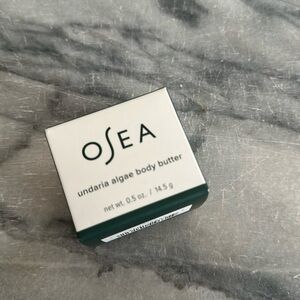 OSEA
undaria algae body butter
net wt. 0.5 oz. / 14.5 g